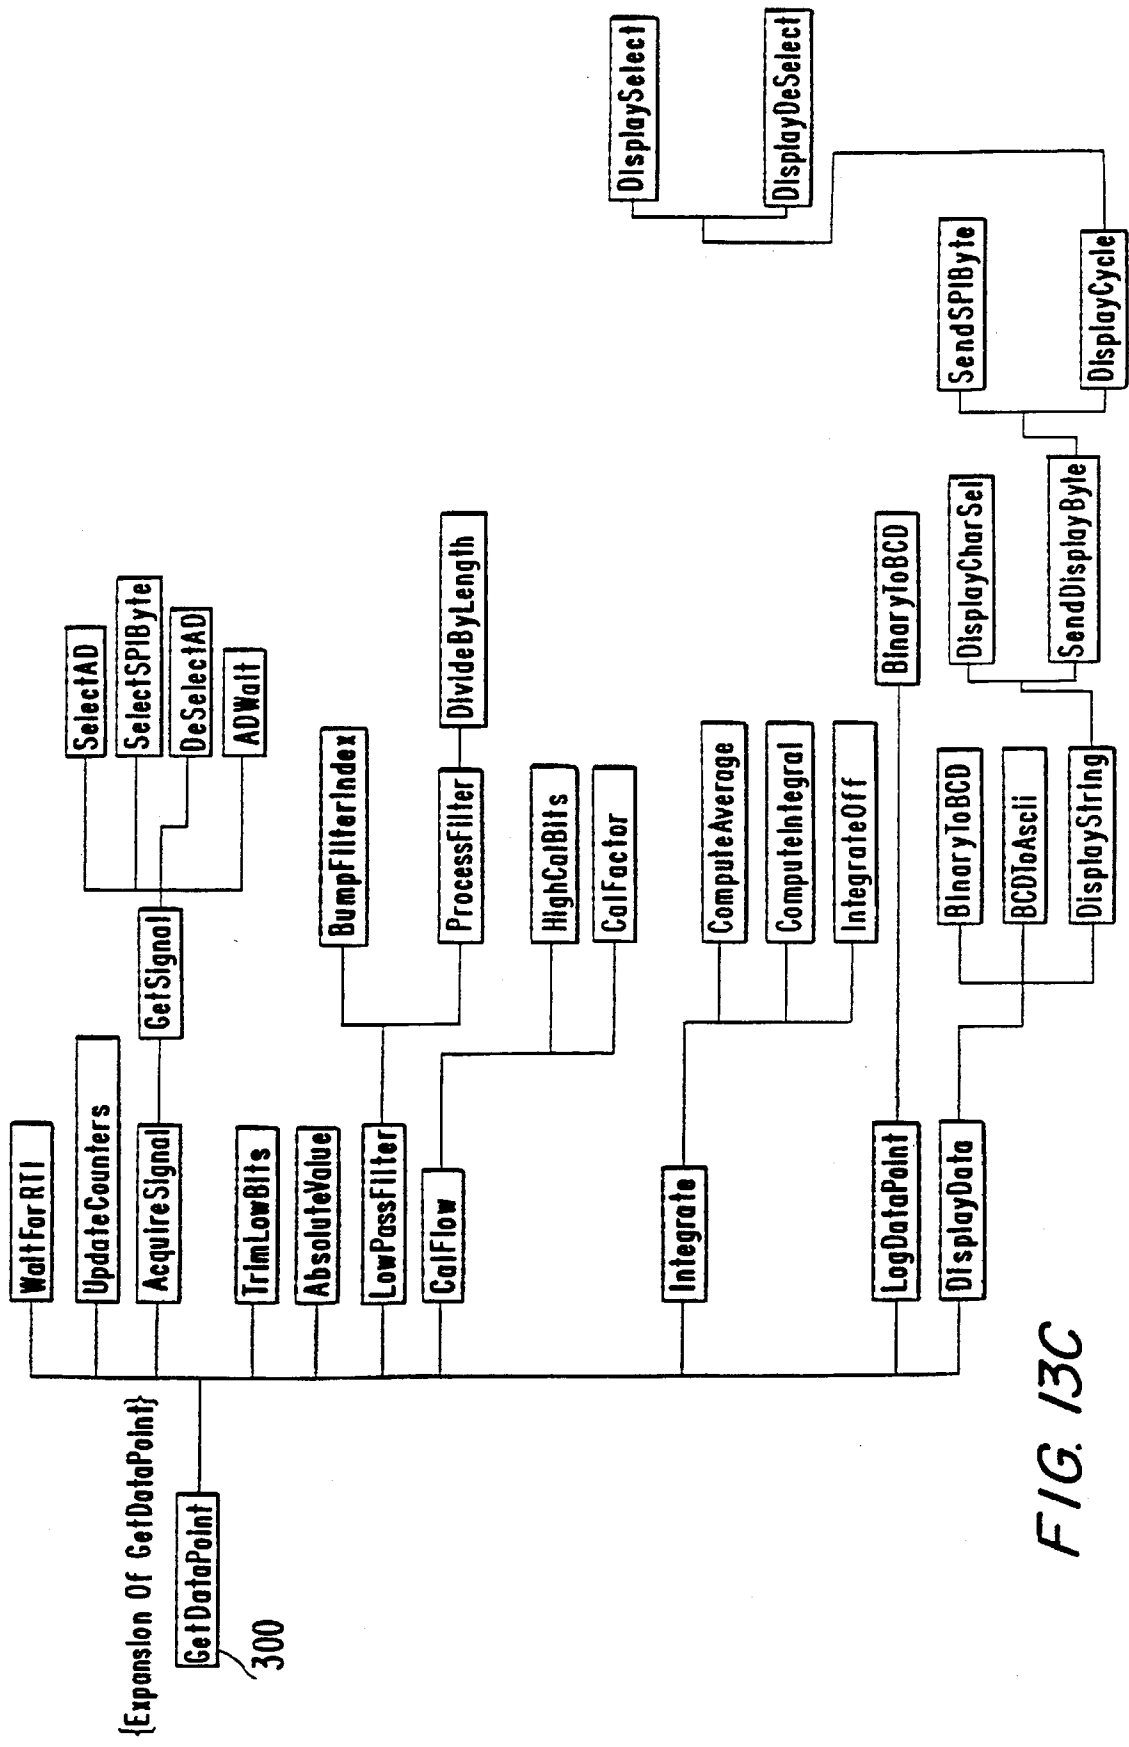 {Expansion Of GetDataPoint}
GetDataPoint
300
WaitForRTI
UpdateCounters
AcquireSignal
GetSignal
SelectAD
SelectSPIByte
DeSelectAD
ADWait
TrimLowBits
AbsoluteValue
LowPassFilter
BumpFilterIndex
ProcessFilter
DivideByLength
CalFlow
HighCalBits
CalFactor
Integrate
ComputeAverage
ComputeIntegral
IntegrateOff
LogDataPoint
BinaryToBCD
DisplayData
BinaryToBCD
BCDToAscii
DisplayString
DisplayCharSel
SendDisplayByte
SendSPIByte
DisplayCycle
DisplaySelect
DisplayDeSelect
FIG. 13C